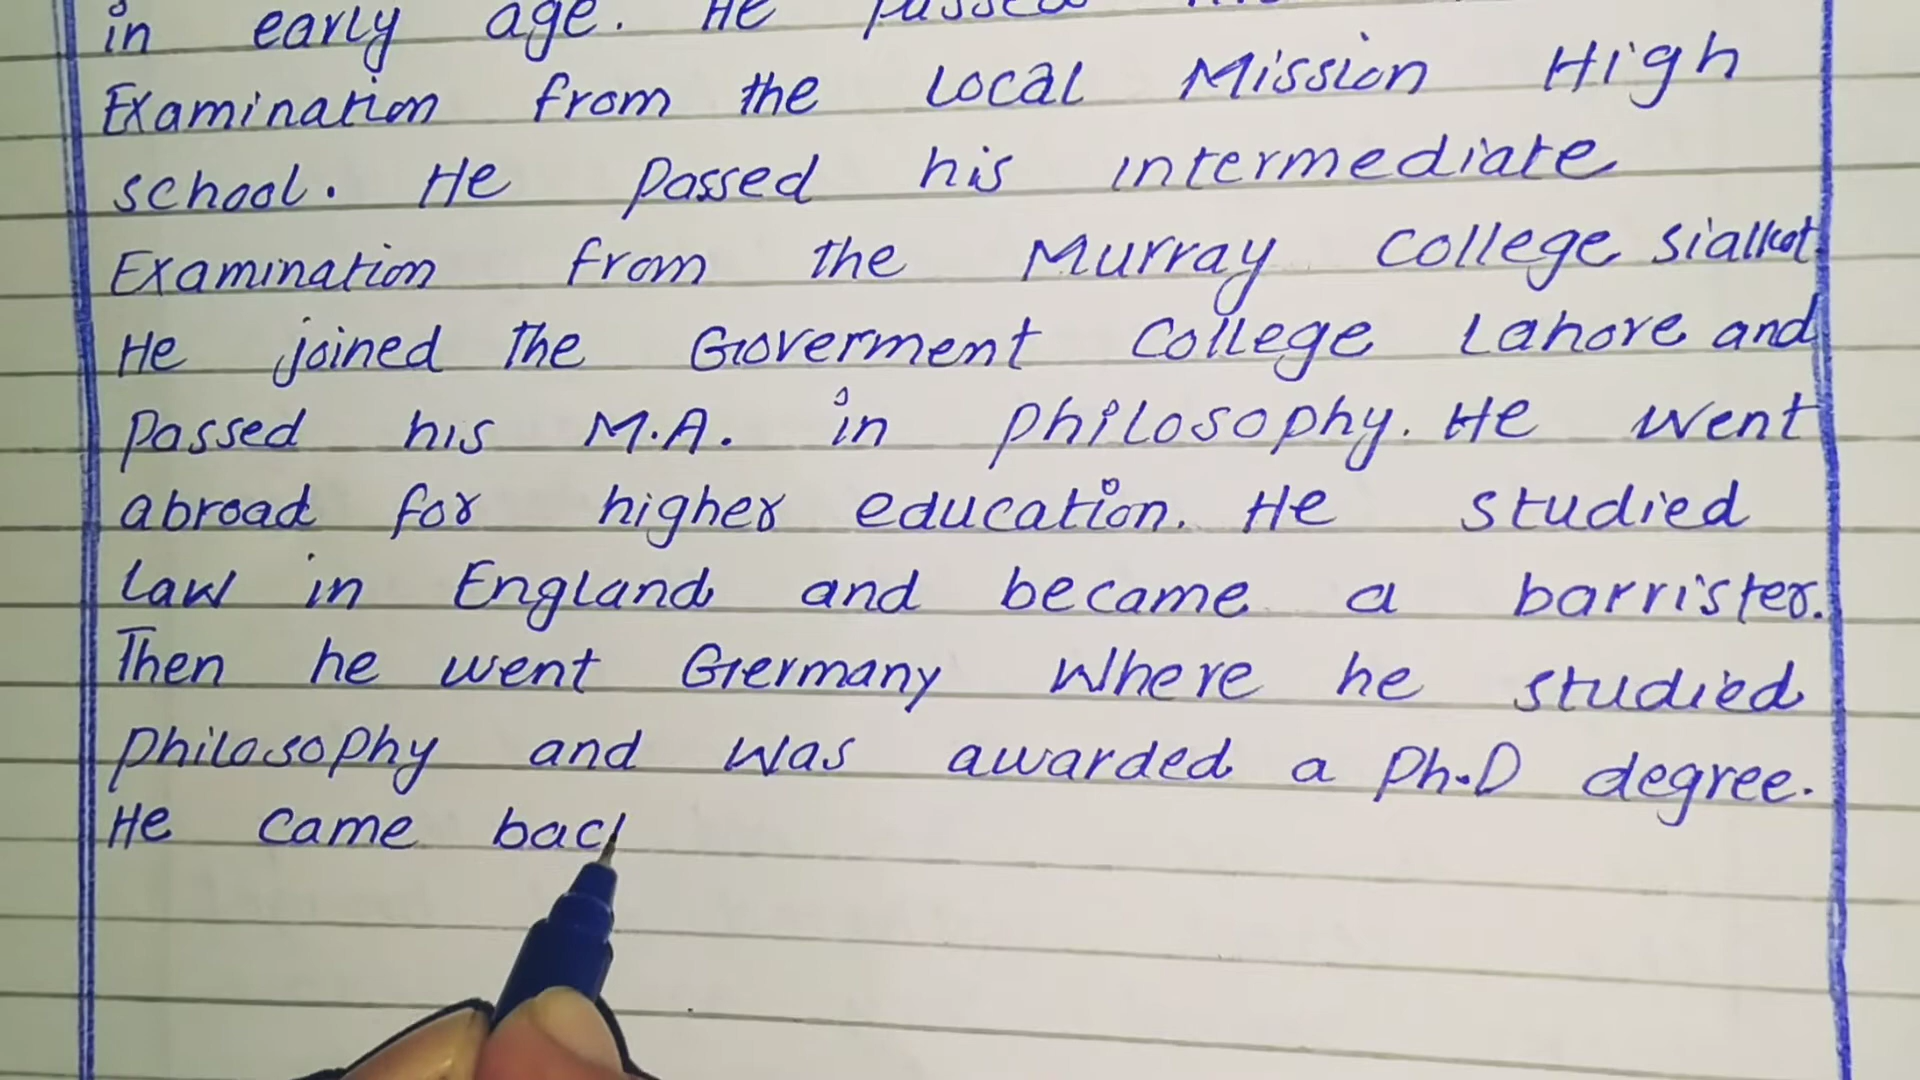 in early age. He passed
Examination from the Local Mission High
school. He passed his intermediate
Examination from the Murray College sialkot
He joined The Goverment College Lahore and
passed his M.A. in philosophy. He went
abroad for higher education. He studied
Law in England and became a barrister.
Then he went Germany Where he studied
philosophy and was awarded a Ph.D degree.
He came bac